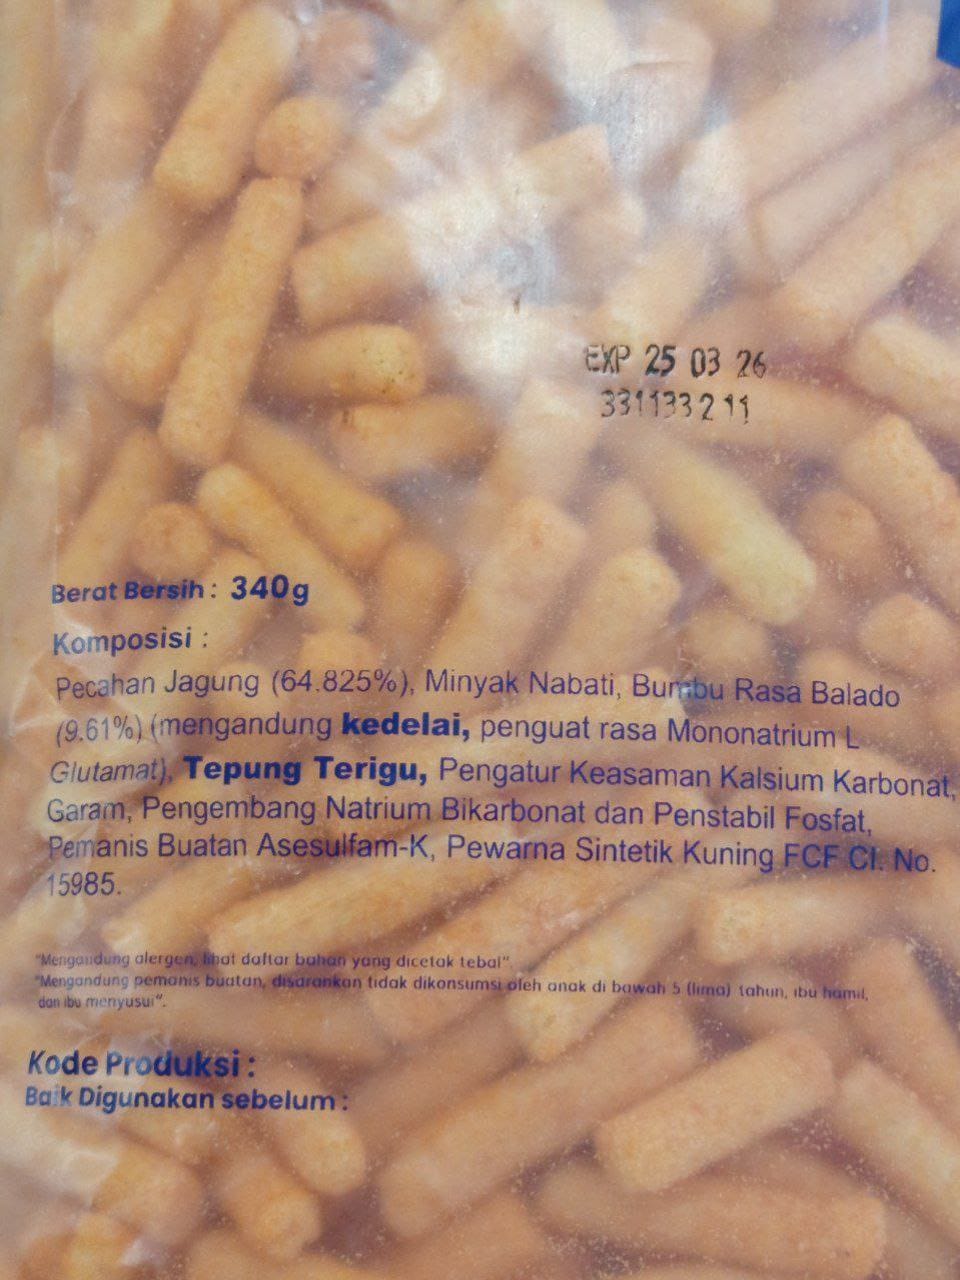 EXP 25 03 26
331133211
Berat Bersih : 340g
Komposisi :
Pecahan Jagung (64.825%), Minyak Nabati, Bumbu Rasa Balado
(9.61%) (mengandung kedelai, penguat rasa Mononatrium L
Glutamat), Tepung Terigu, Pengatur Keasaman Kalsium Karbonat,
Garam, Pengembang Natrium Bikarbonat dan Penstabil Fosfat,
Pemanis Buatan Asesulfam-K, Pewarna Sintetik Kuning FCF CI. No.
15985.
"Mengandung alergen, lihat daftar bahan yang dicetak tebal".
"Mengandung pemanis buatan, disarankan tidak dikonsumsi oleh anak di bawah 5 (lima) tahun, ibu hamil,
dan ibu menyusui".
Kode Produksi :
Baik Digunakan sebelum :